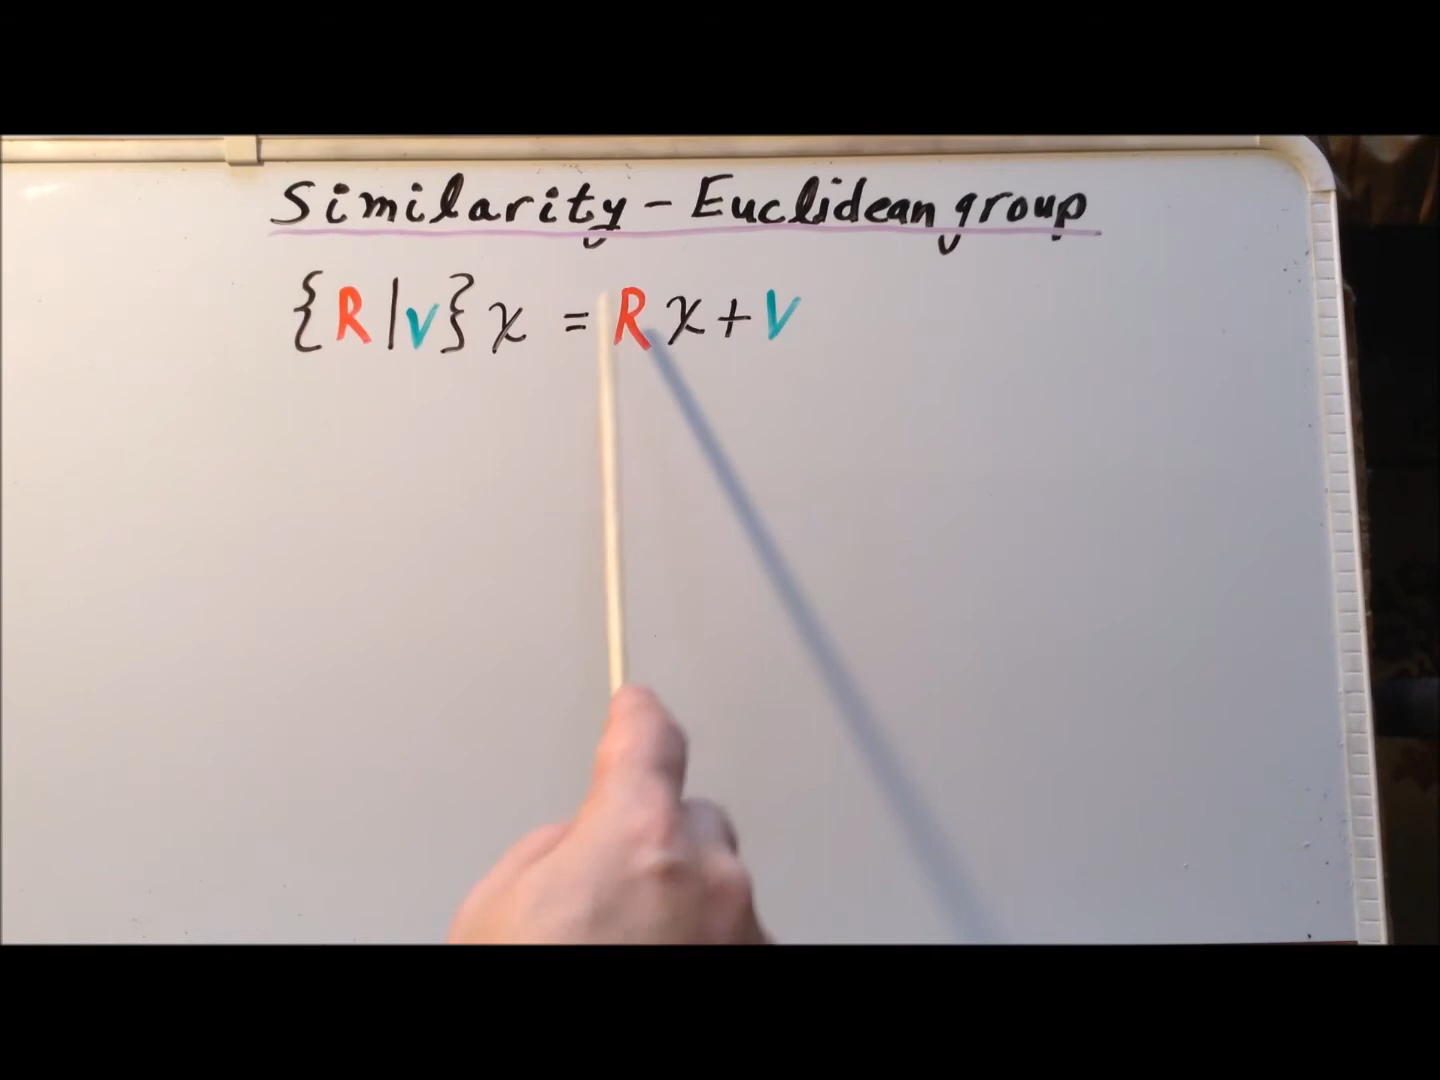 Similarity - Euclidean group
{R|v}x = Rx+v